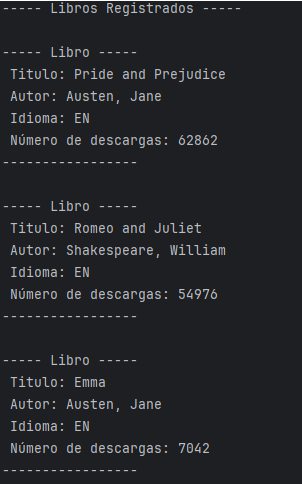 ----- Libros Registrados -----
----- Libro -----
Titulo: Pride and Prejudice
Autor: Austen, Jane
Idioma: EN
Número de descargas: 62862
-----------------
----- Libro -----
Titulo: Romeo and Juliet
Autor: Shakespeare, William
Idioma: EN
Número de descargas: 54976
-----------------
----- Libro -----
Titulo: Emma
Autor: Austen, Jane
Idioma: EN
Número de descargas: 7042
-----------------